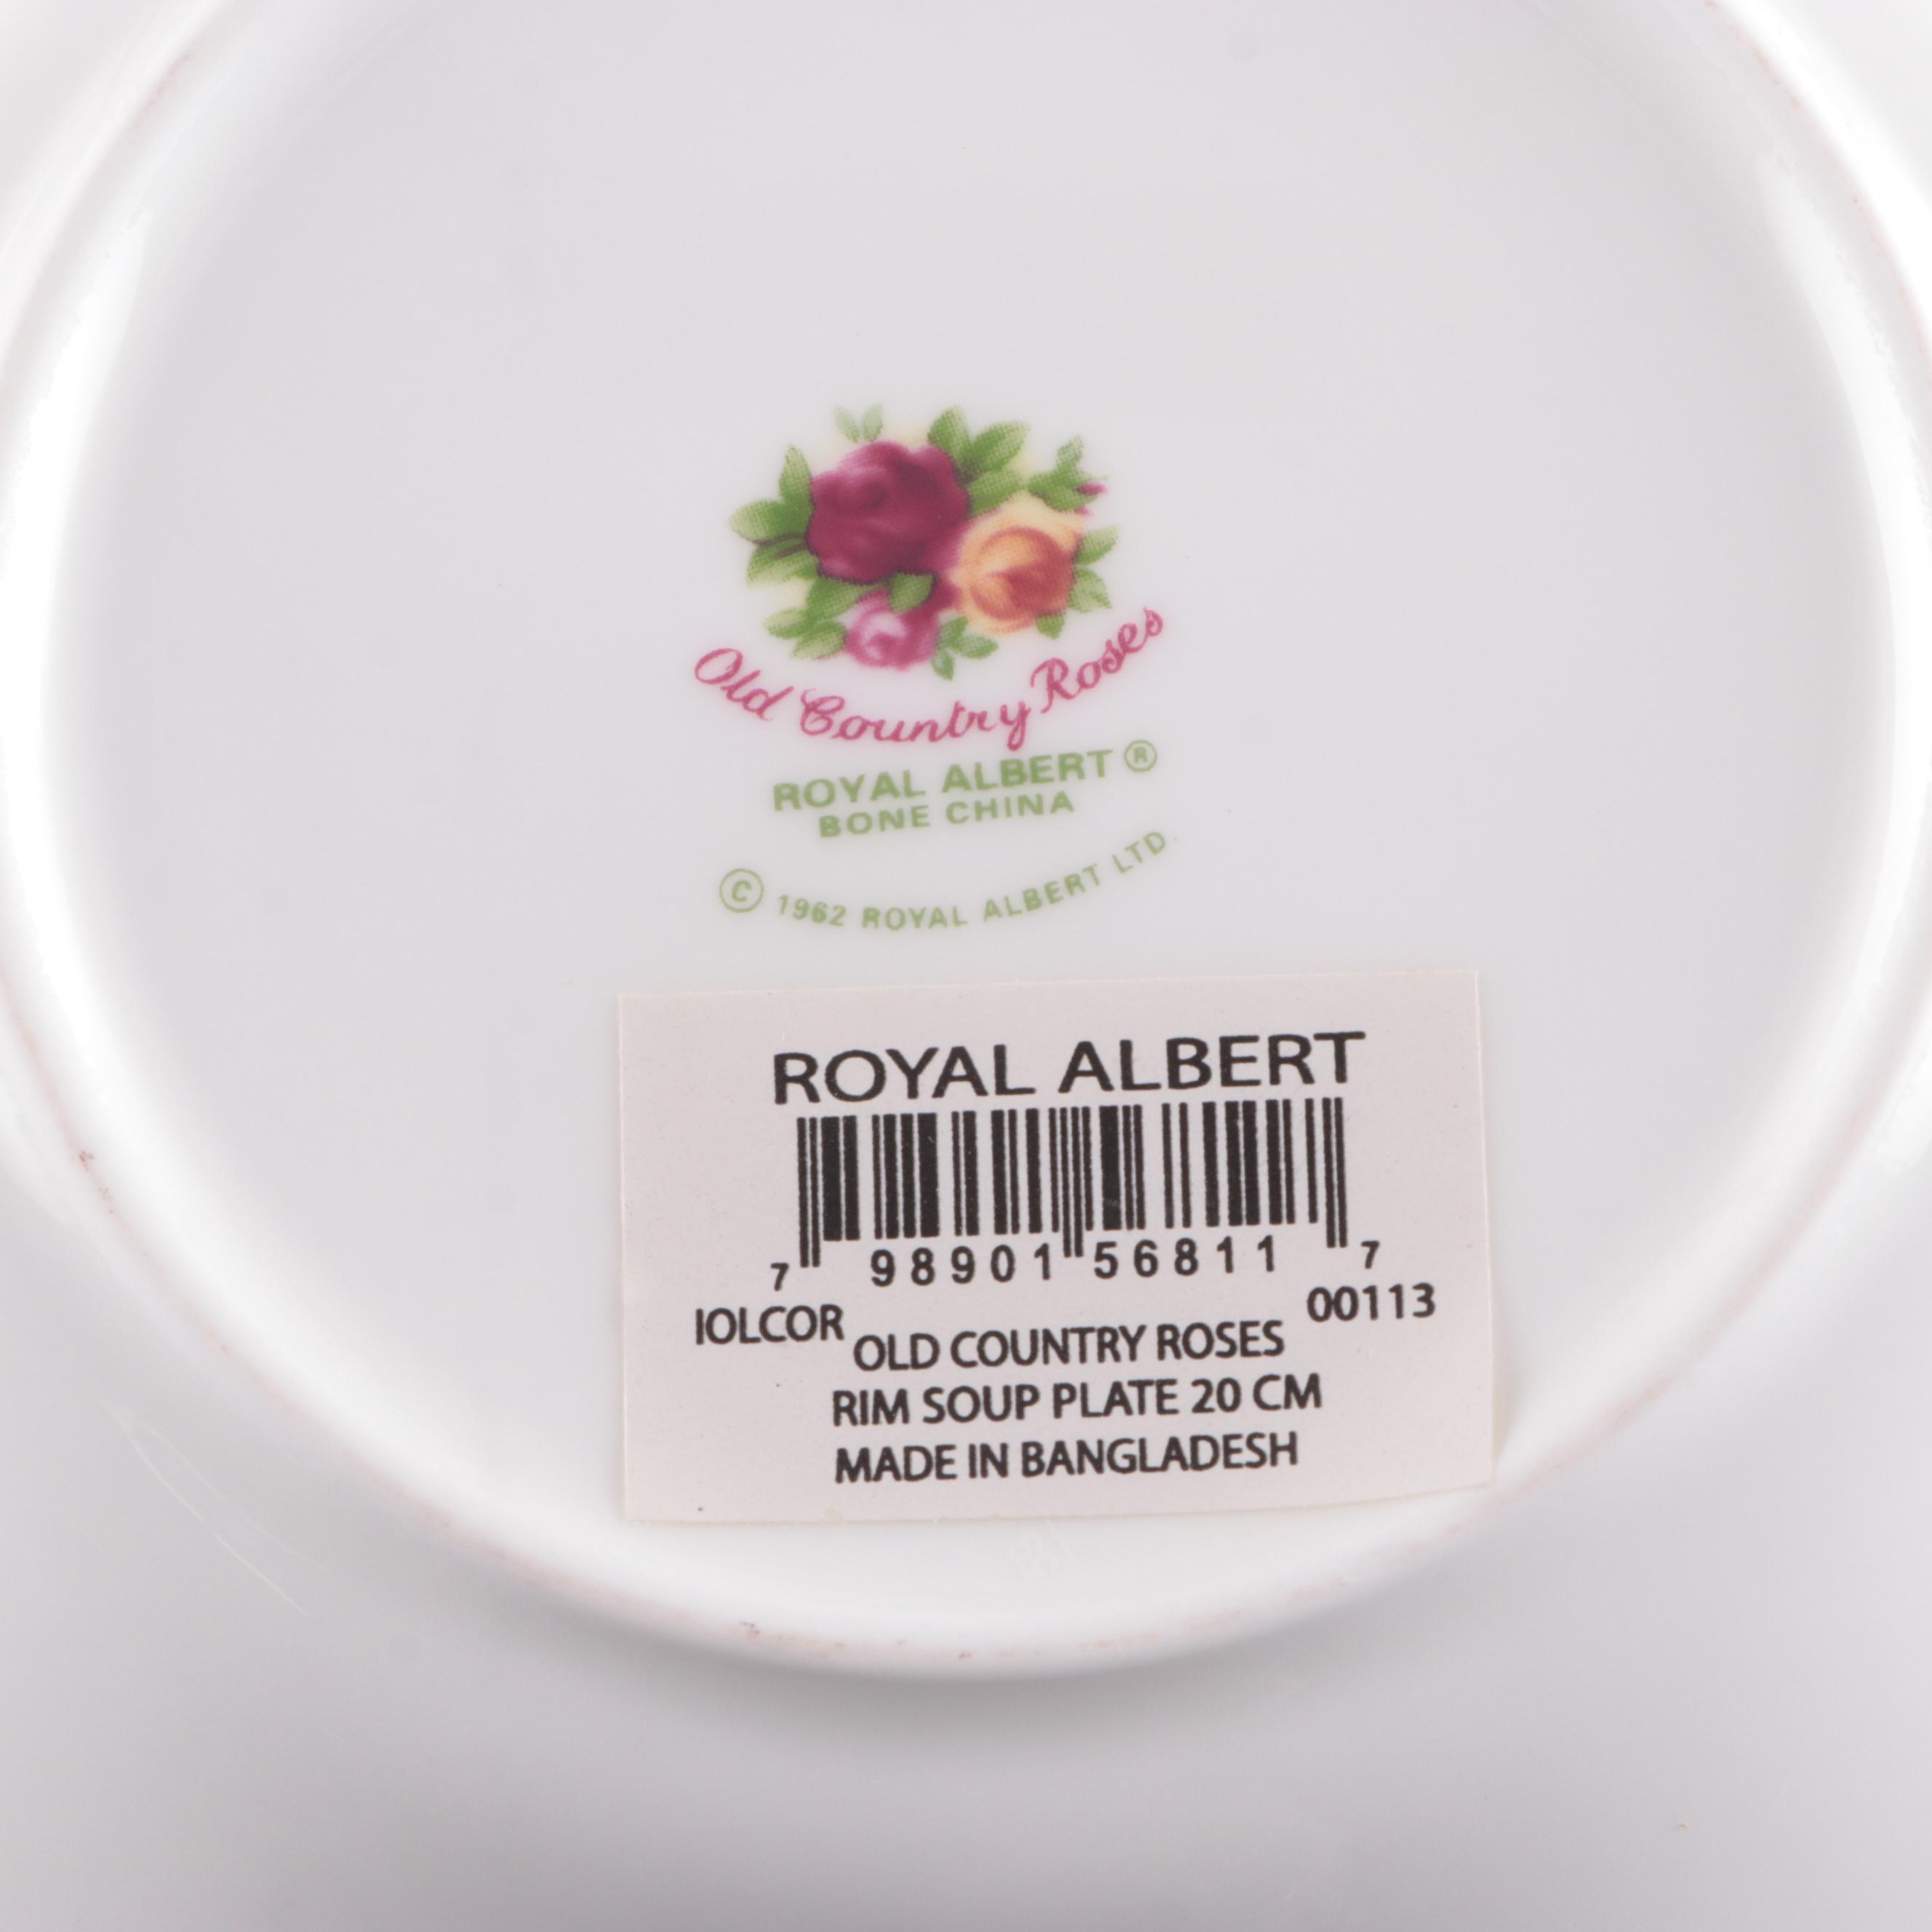 Old Country Roses
ROYAL ALBERT ®
BONE CHINA
© 1962 ROYAL ALBERT LTD
ROYAL ALBERT
7 98901 56811 7
IOLCOR 00113
OLD COUNTRY ROSES
RIM SOUP PLATE 20 CM
MADE IN BANGLADESH